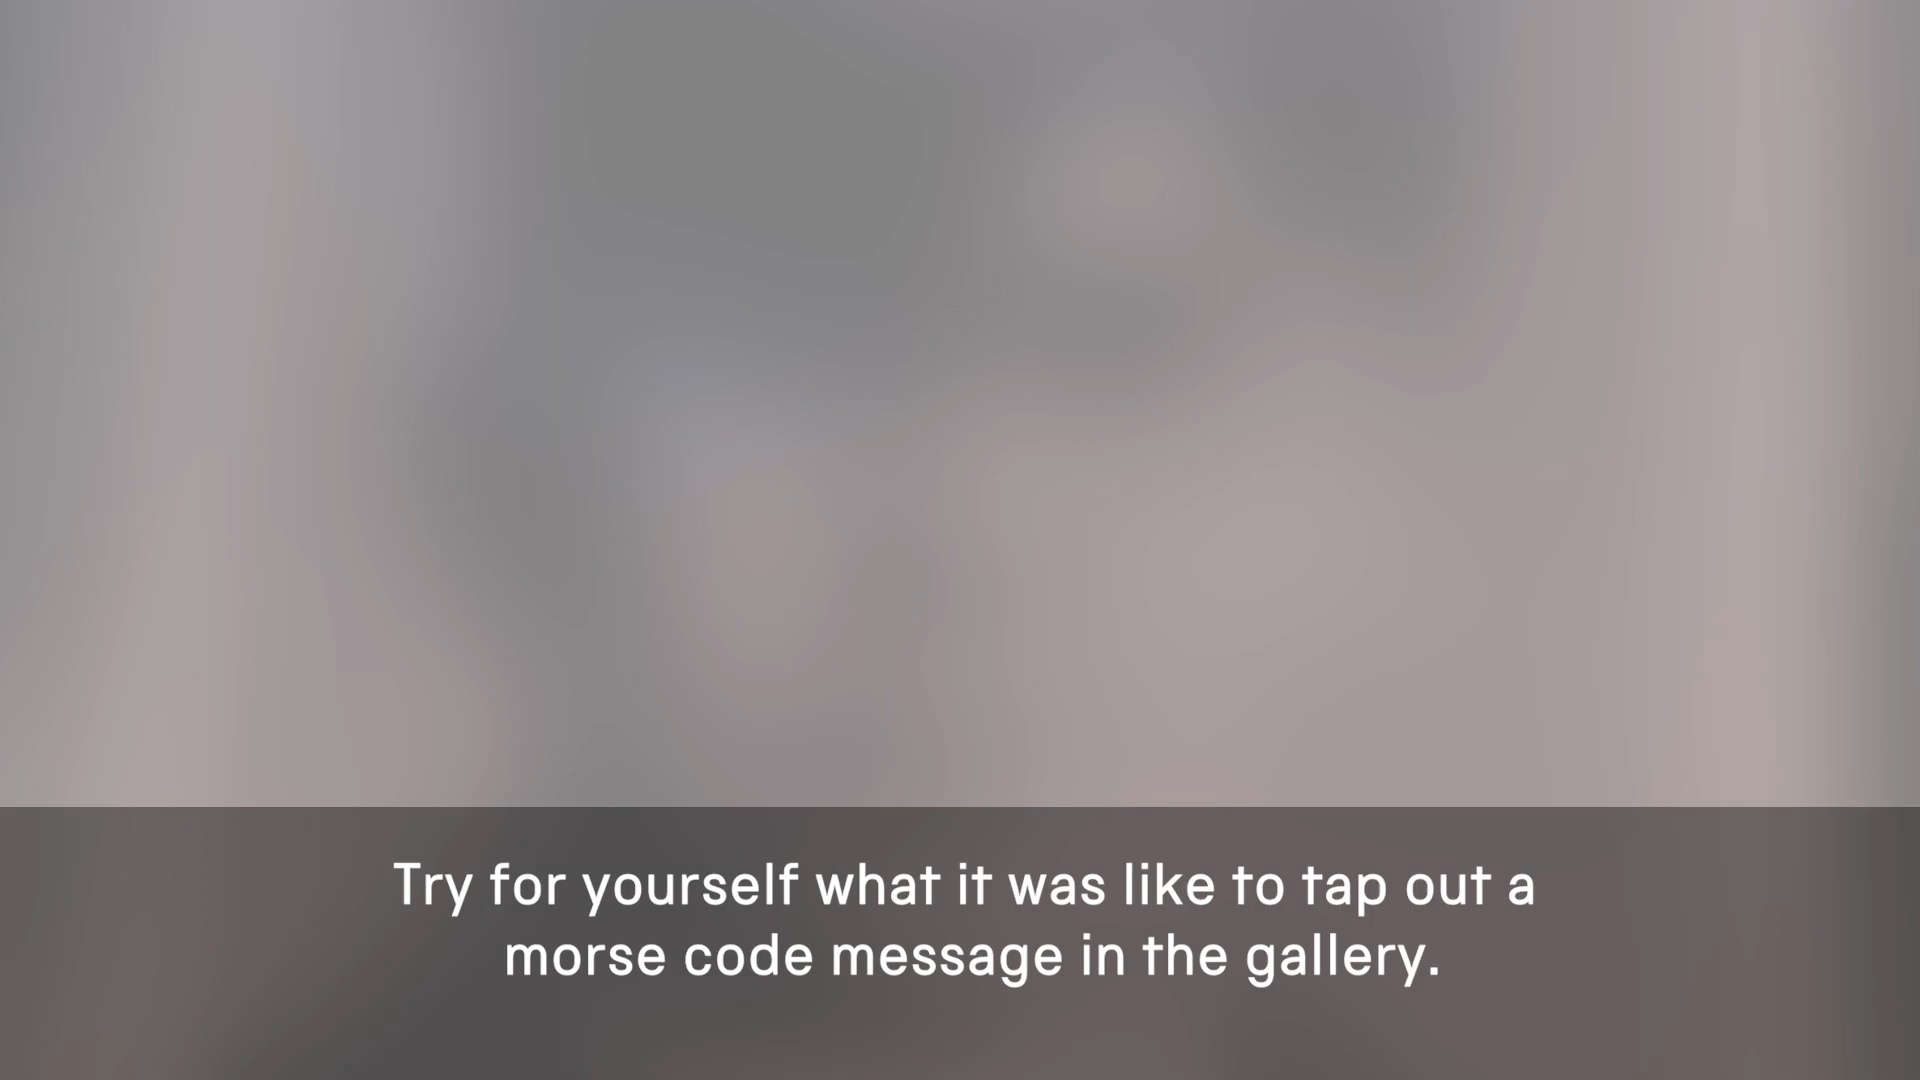 Try for yourself what it was like to tap out a
morse code message in the gallery.